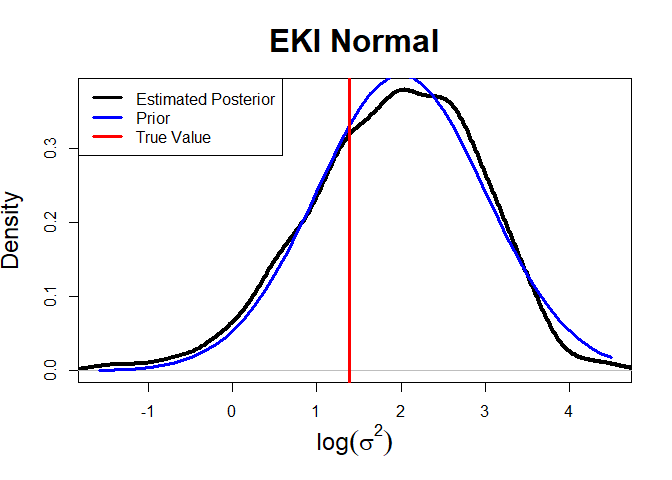 EKI Normal
Estimated Posterior
Prior
True Value
Density
0.0
0.1
0.2
0.3
-1
0
1
2
3
4
log(σ²)